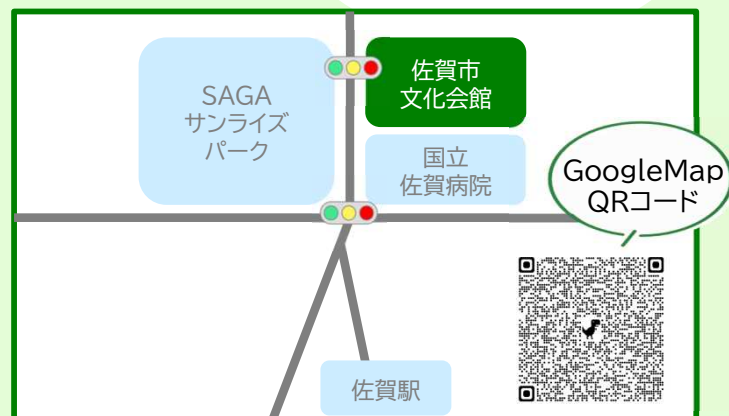 SAGA
サンライズ
パーク
佐賀市
文化会館
国立
佐賀病院
GoogleMap
QRコード
佐賀駅